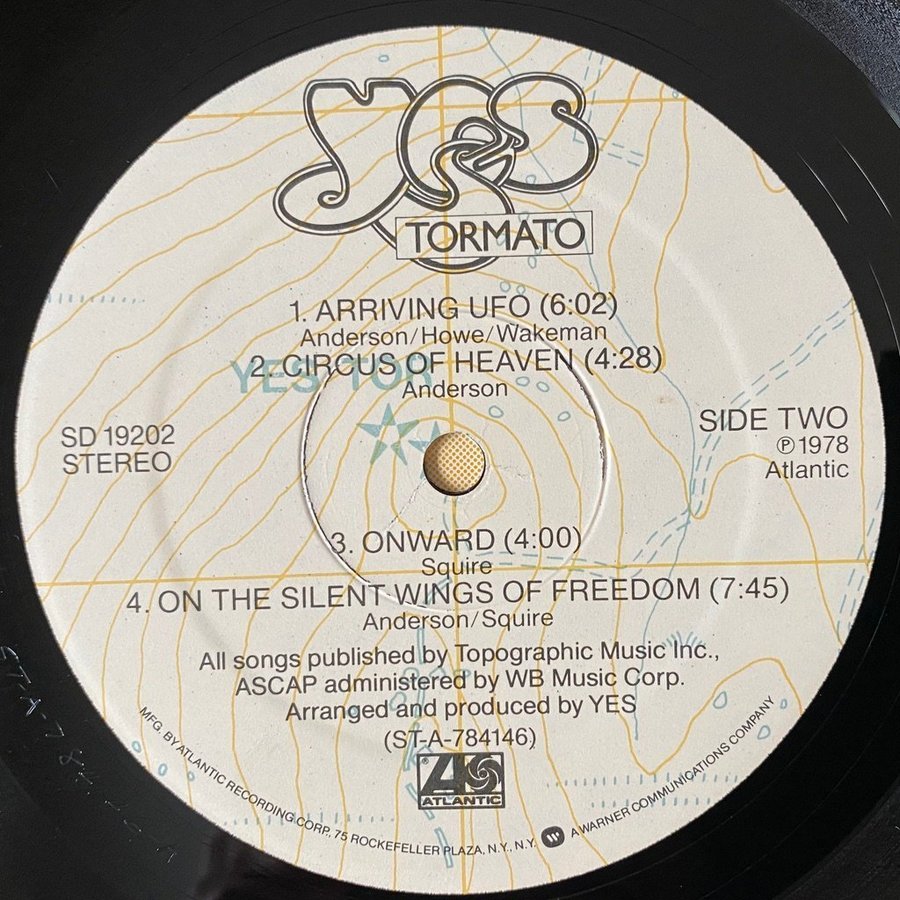 YES
TORMATO
1. ARRIVING UFO (6:02)
Anderson/Howe/Wakeman
2. CIRCUS OF HEAVEN (4:28)
Anderson
YES TOR
SD 19202
STEREO
SIDE TWO
℗ 1978
Atlantic
3. ONWARD (4:00)
Squire
4. ON THE SILENT WINGS OF FREEDOM (7:45)
Anderson/Squire
All songs published by Topographic Music Inc.,
ASCAP administered by WB Music Corp.
Arranged and produced by YES
(ST-A-784146)
ATLANTIC
MFG. BY ATLANTIC RECORDING CORP., 75 ROCKEFELLER PLAZA, N.Y., N.Y. A WARNER COMMUNICATIONS COMPANY